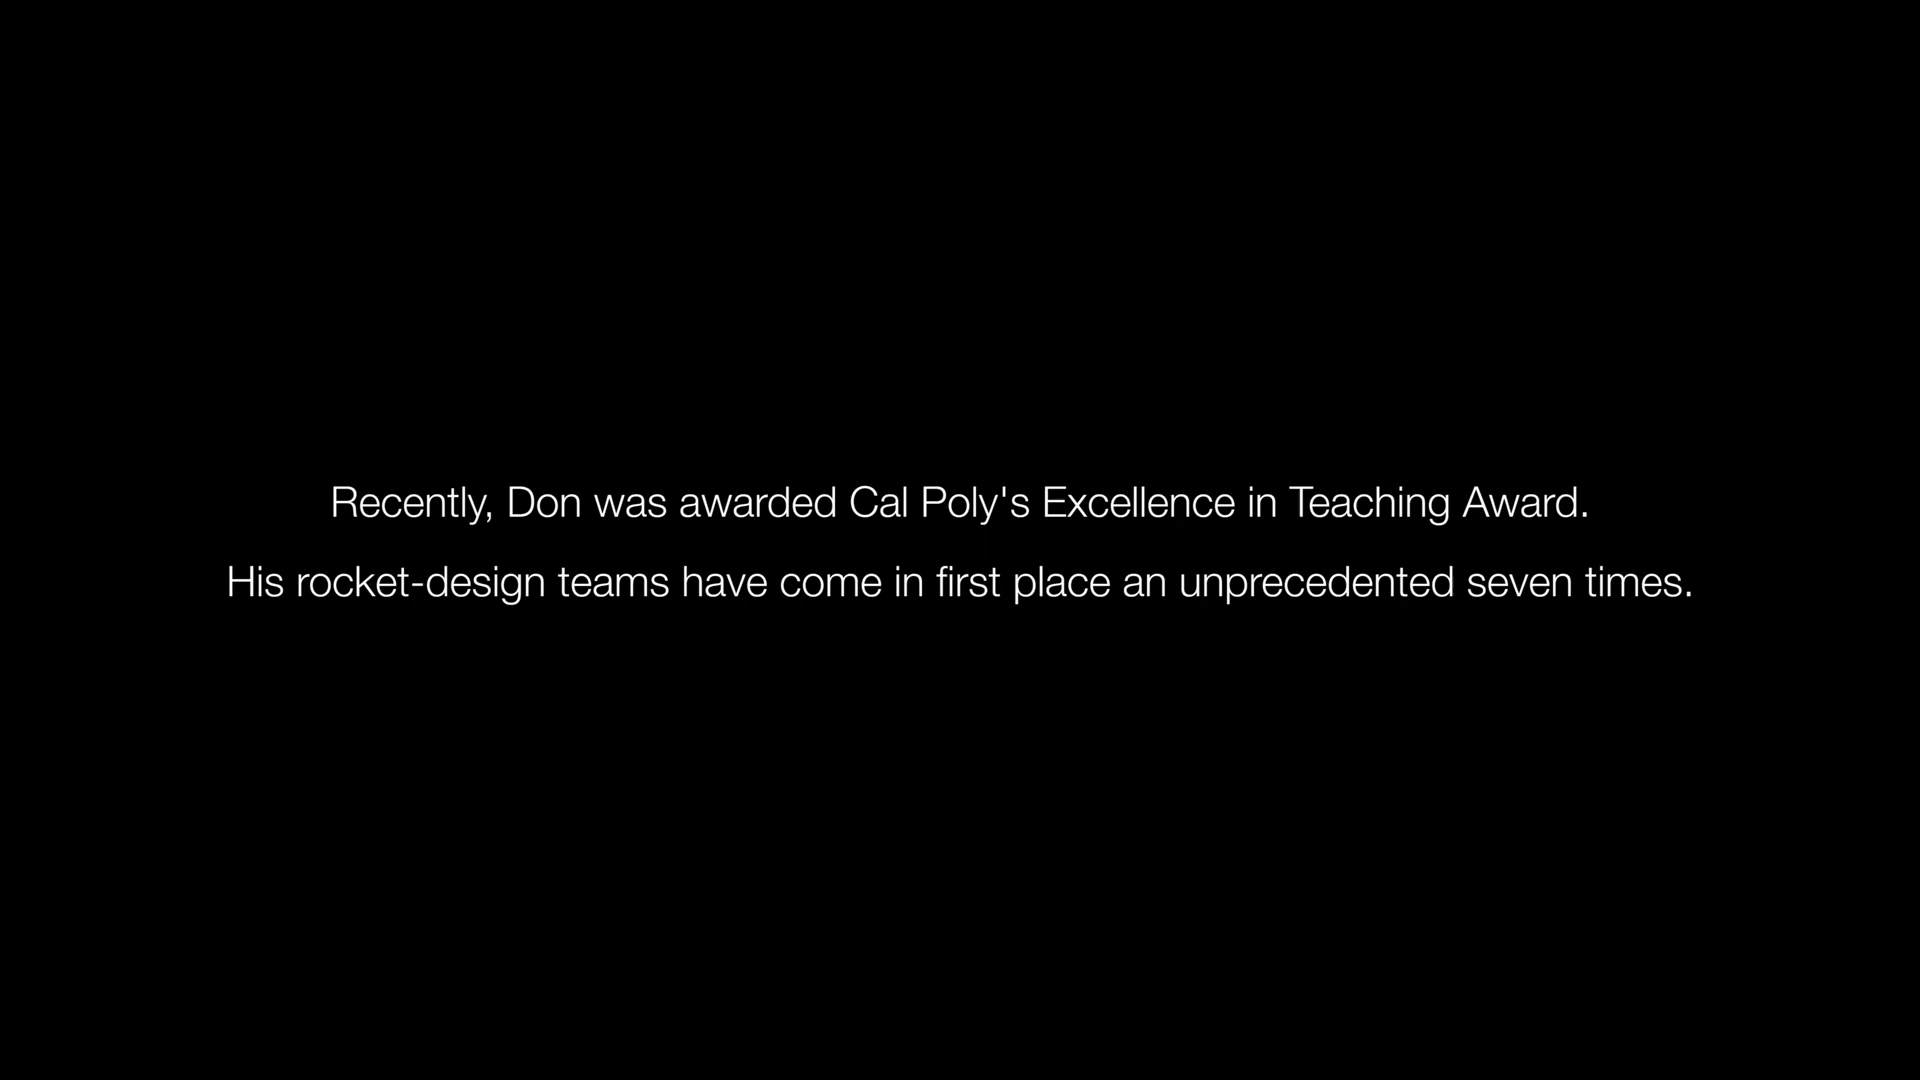 Recently, Don was awarded Cal Poly's Excellence in Teaching Award.
His rocket-design teams have come in first place an unprecedented seven times.